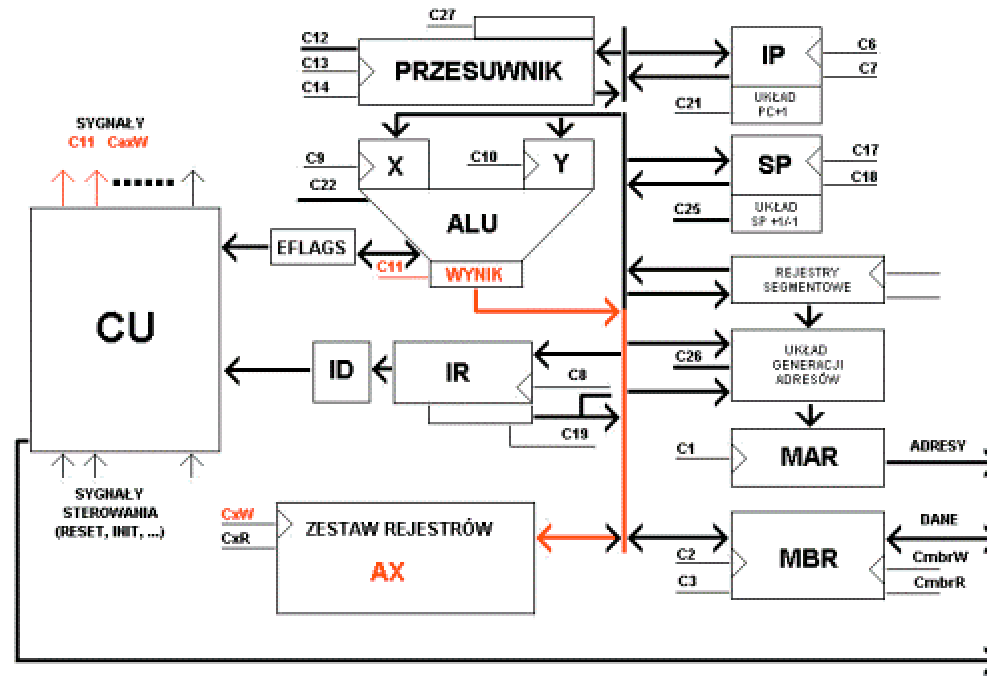 C27
C12
C13
C14
PRZESUWNIK
IP
C6
C7
C21
UKŁAD
PC+1
SYGNAŁY
C11 CaxW
C9
X
C10
Y
C22
ALU
SP
C17
C18
C25
UKŁAD
SP +1/-1
EFLAGS
C11
WYNIK
REJESTRY
SEGMENTOWE
CU
ID
IR
C8
C19
C26
UKŁAD
GENERACJI
ADRESÓW
C1
MAR
ADRESY
SYGNAŁY
STEROWANIA
(RESET, INIT, ...)
CxW
CxR
ZESTAW REJESTRÓW
AX
C2
C3
MBR
DANE
CmbrW
CmbrR